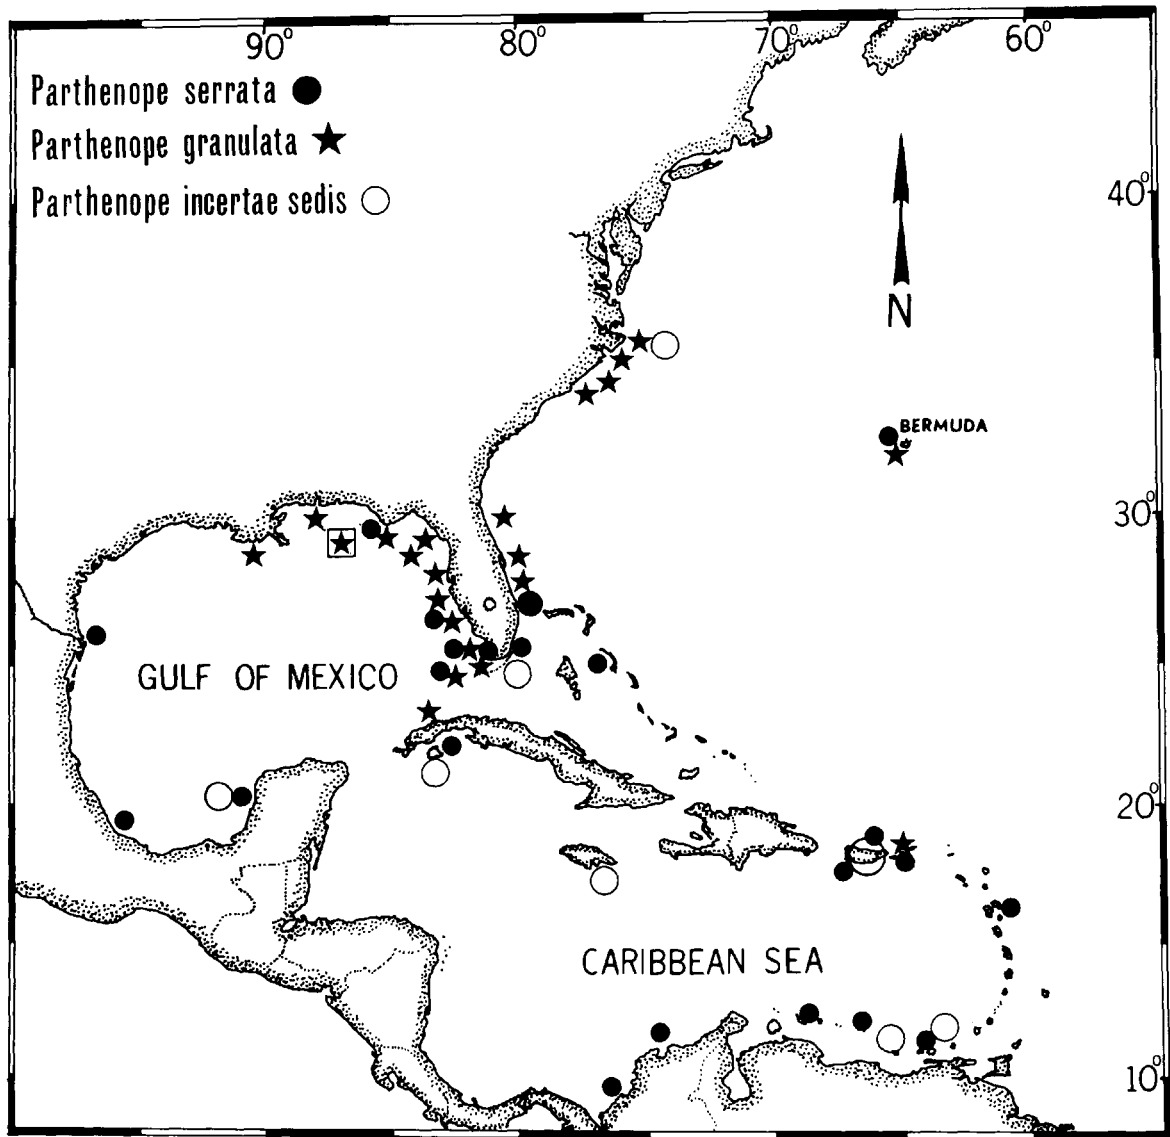 90° 80° 70° 60°
Parthenope serrata
Parthenope granulata
Parthenope incertae sedis
40°
N
BERMUDA
30°
GULF OF MEXICO
20°
CARIBBEAN SEA
10°